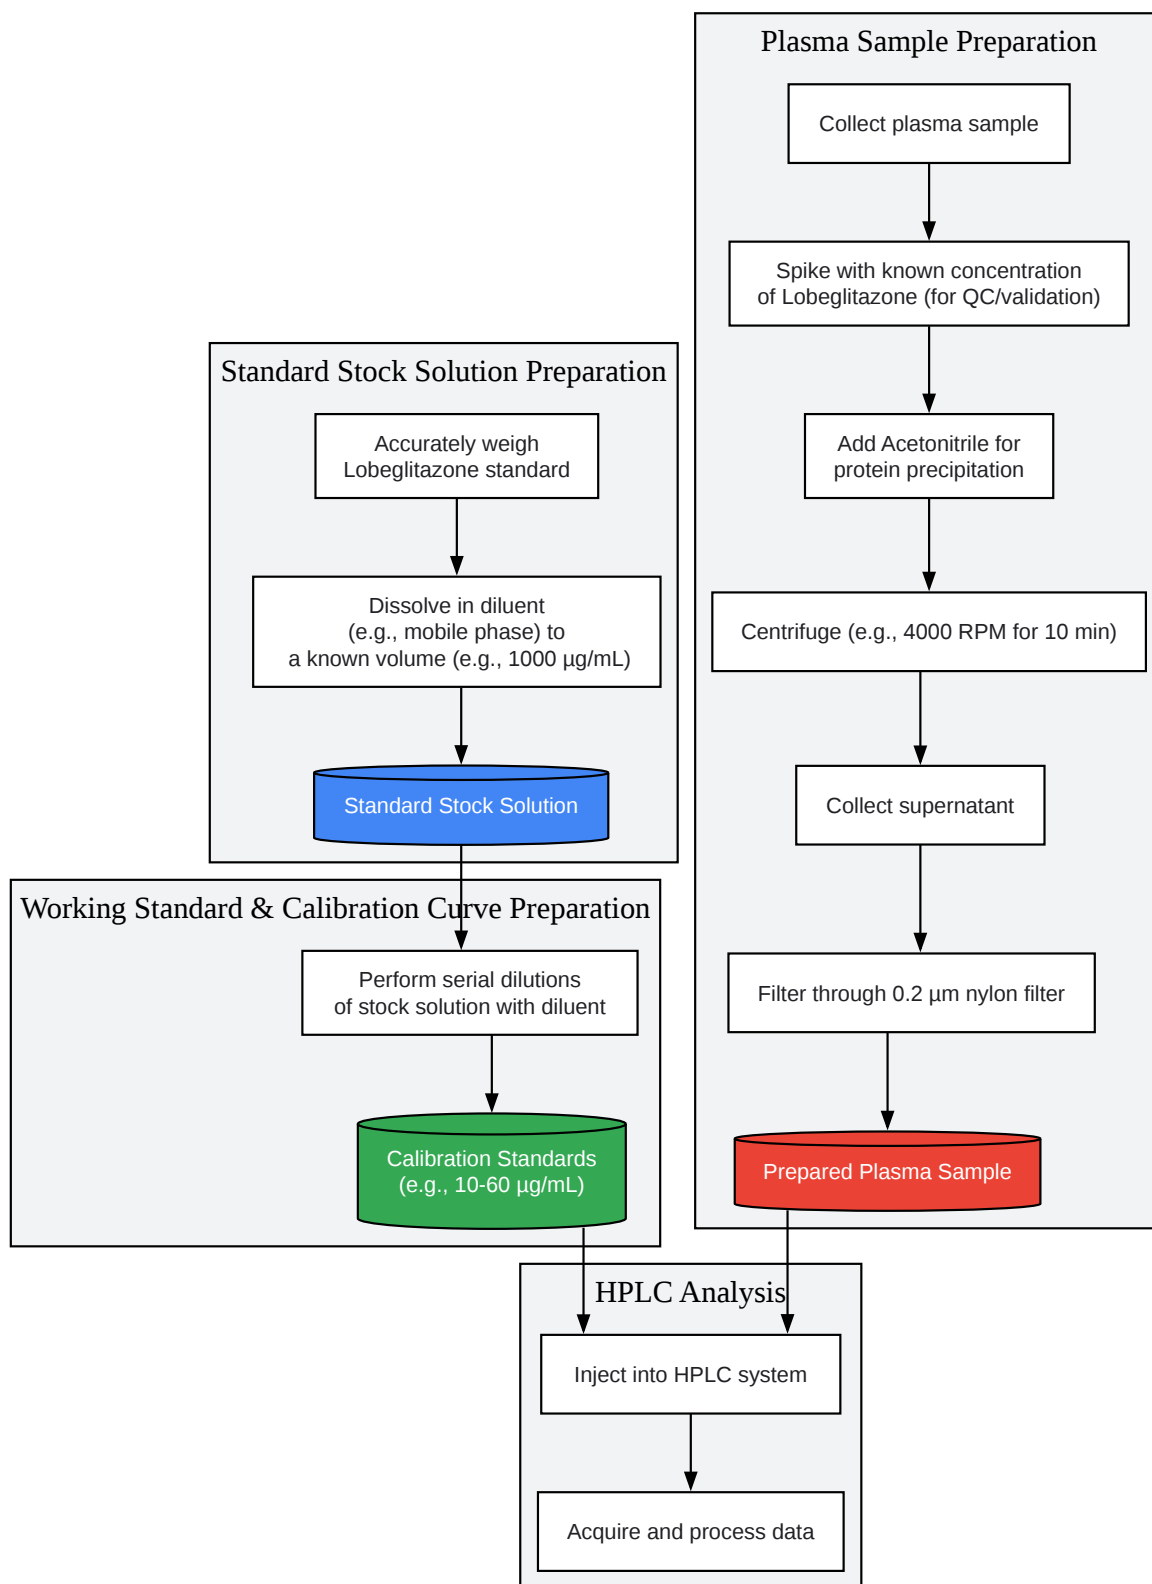 Plasma Sample Preparation
Collect plasma sample
Spike with known concentration
of Lobeglitazone (for QC/validation)
Add Acetonitrile for
protein precipitation
Centrifuge (e.g., 4000 RPM for 10 min)
Collect supernatant
Filter through 0.2 µm nylon filter
Prepared Plasma Sample
Standard Stock Solution Preparation
Accurately weigh
Lobeglitazone standard
Dissolve in diluent
(e.g., mobile phase) to
a known volume (e.g., 1000 µg/mL)
Standard Stock Solution
Working Standard & Calibration Curve Preparation
Perform serial dilutions
of stock solution with diluent
Calibration Standards
(e.g., 10-60 µg/mL)
HPLC Analysis
Inject into HPLC system
Acquire and process data